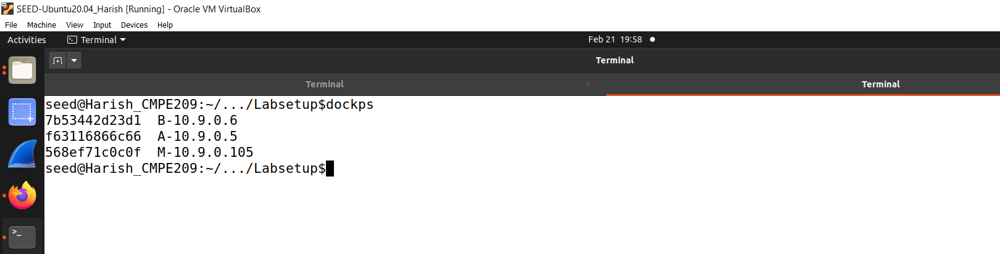 SEED-Ubuntu20.04_Harish [Running] - Oracle VM VirtualBox
File Machine View Input Devices Help
Activities Terminal Feb 21 19:58
Terminal
Terminal × Terminal
seed@Harish_CMPE209:~/.../Labsetup$dockps
7b53442d23d1 B-10.9.0.6
f63116866c66 A-10.9.0.5
568ef71c0c0f M-10.9.0.105
seed@Harish_CMPE209:~/.../Labsetup$
>_